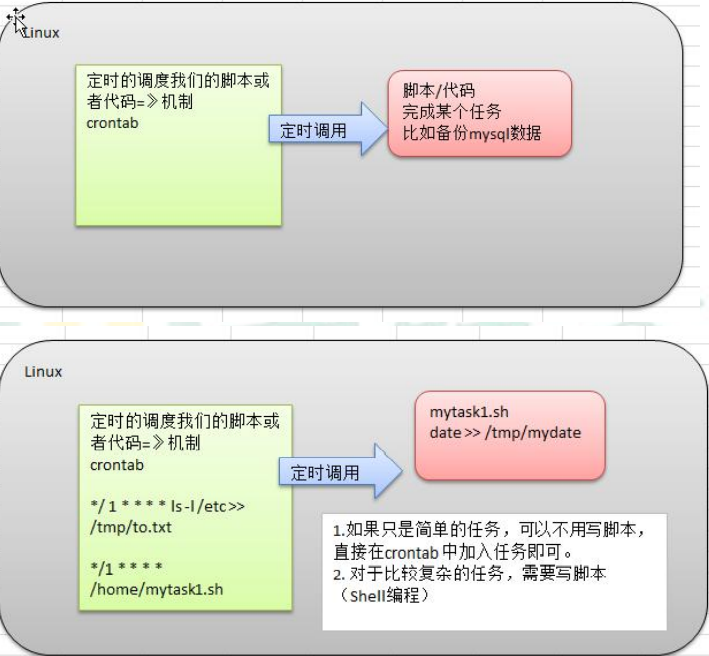 Linux
定时的调度我们的脚本或
者代码=》机制
crontab
定时调用
脚本/代码
完成某个任务
比如备份mysql数据
Linux
定时的调度我们的脚本或
者代码=》机制
crontab
*/ 1 * * * * ls -l /etc >>
/tmp/to.txt
*/1 * * * *
/home/mytask1.sh
定时调用
mytask1.sh
date >> /tmp/mydate
1.如果只是简单的任务，可以不用写脚本，
直接在crontab 中加入任务即可。
2. 对于比较复杂的任务，需要写脚本
（Shell编程）